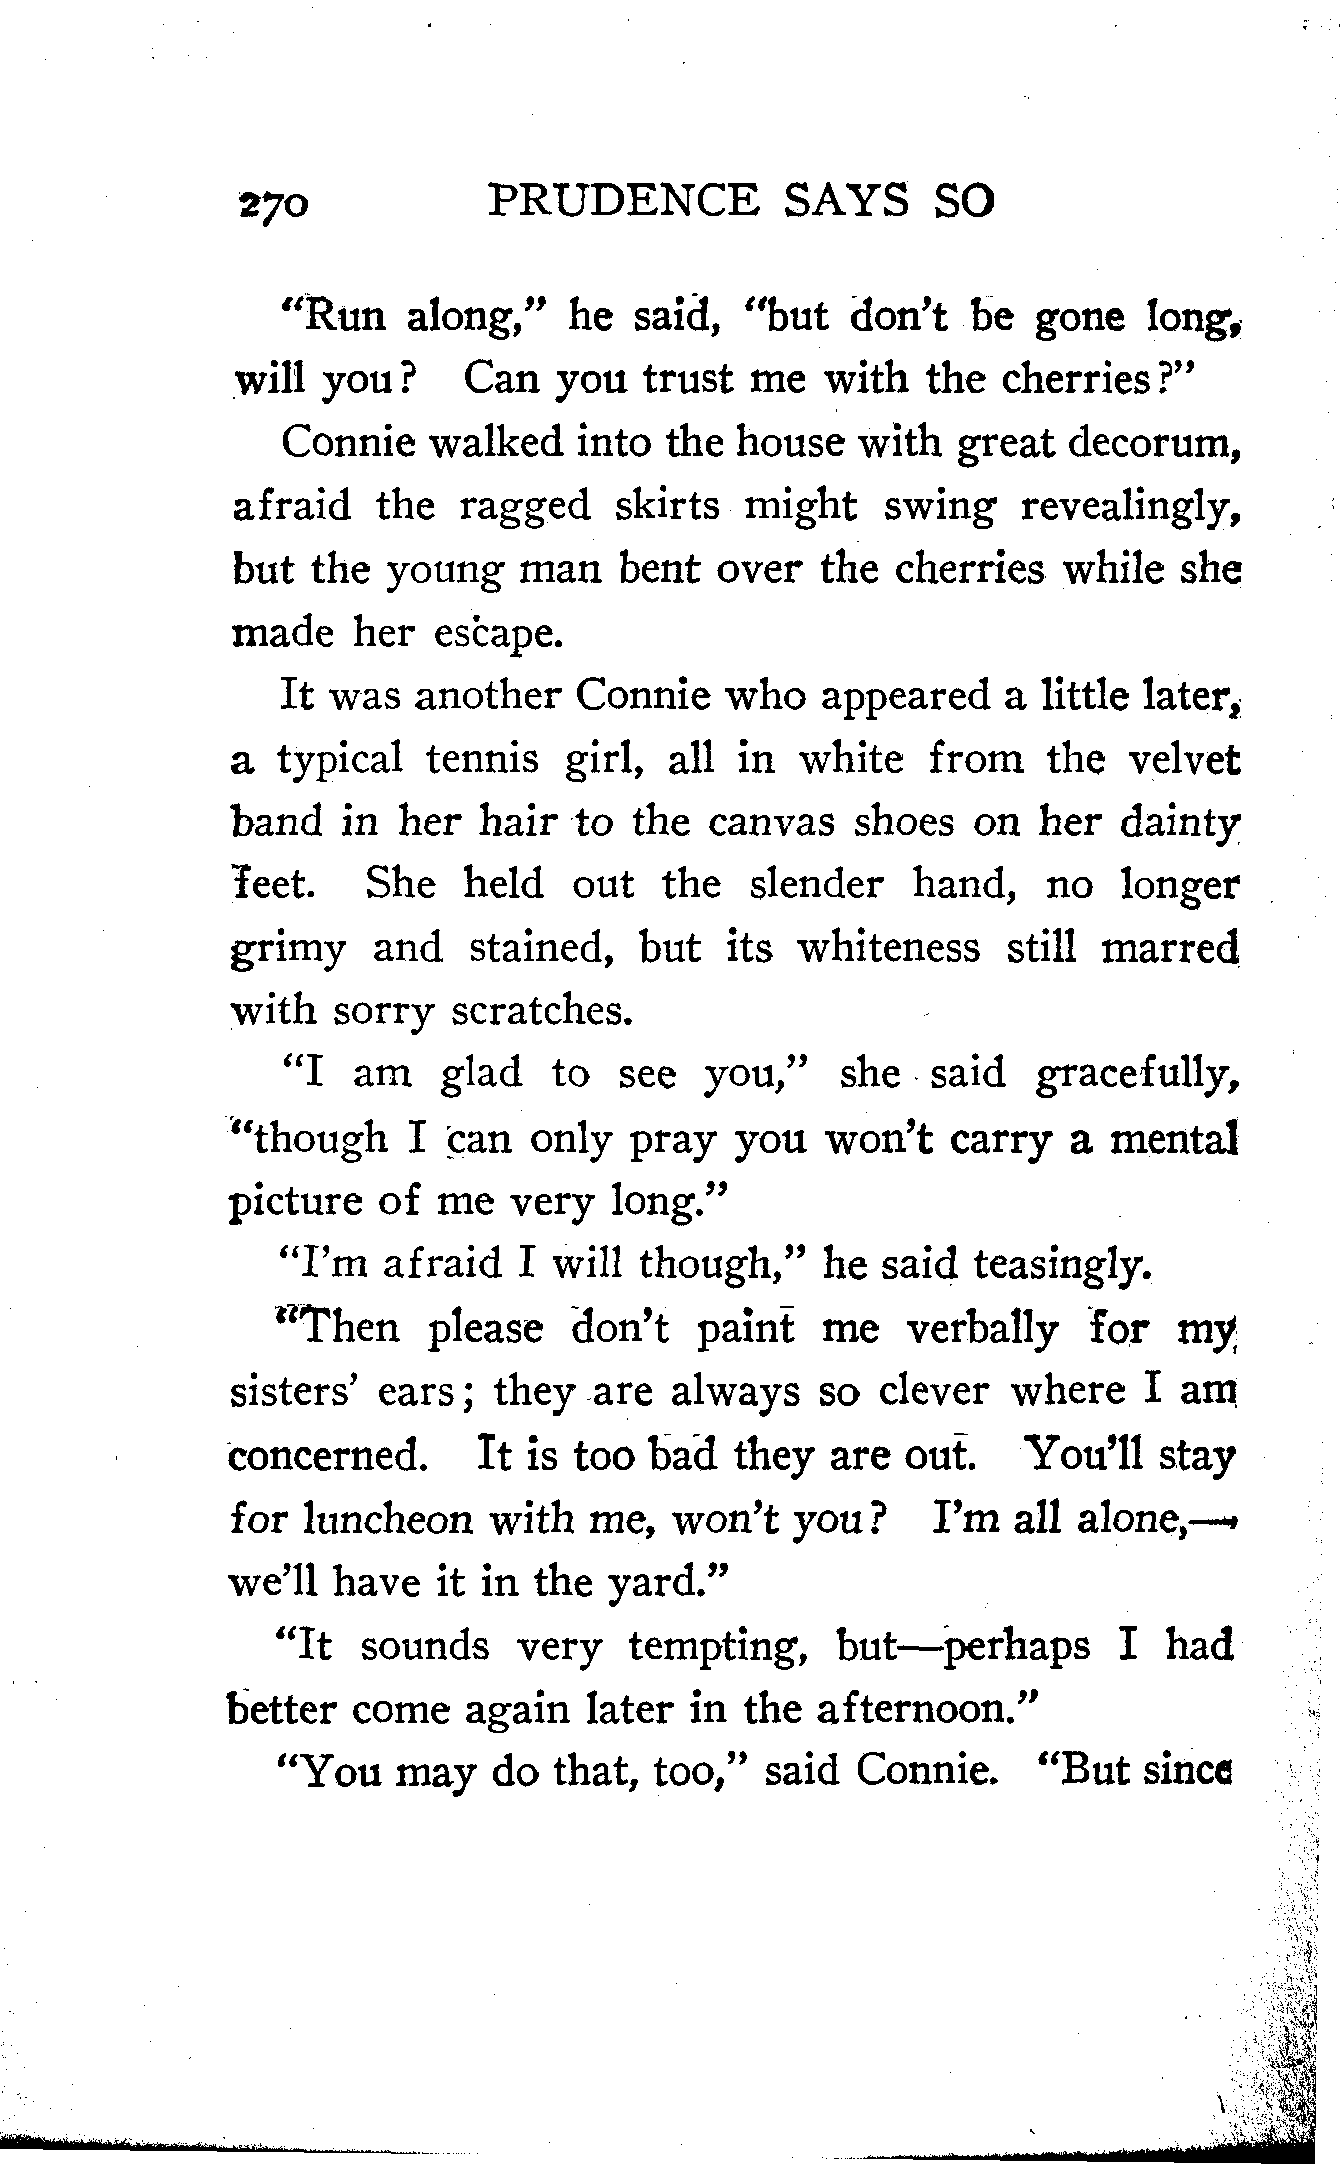 270 PRUDENCE SAYS SO
"Run along," he said, "but don't be gone long,
will you? Can you trust me with the cherries?"
Connie walked into the house with great decorum,
afraid the ragged skirts might swing revealingly,
but the young man bent over the cherries while she
made her escape.
It was another Connie who appeared a little later,
a typical tennis girl, all in white from the velvet
band in her hair to the canvas shoes on her dainty
feet. She held out the slender hand, no longer
grimy and stained, but its whiteness still marred
with sorry scratches.
"I am glad to see you," she said gracefully,
"though I can only pray you won't carry a mental
picture of me very long."
"I'm afraid I will though," he said teasingly.
"Then please don't paint me verbally for my
sisters' ears; they are always so clever where I am
concerned. It is too bad they are out. You'll stay
for luncheon with me, won't you? I'm all alone,—
we'll have it in the yard."
"It sounds very tempting, but—perhaps I had
better come again later in the afternoon."
"You may do that, too," said Connie. "But since